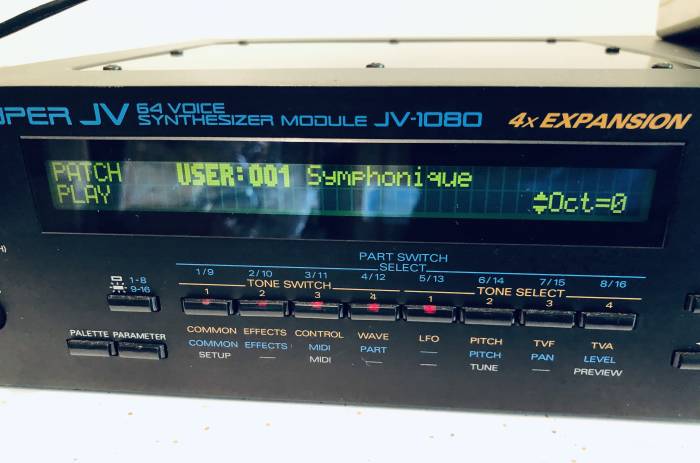 UPER JV 64 VOICE
SYNTHESIZER MODULE JV-1080 4x EXPANSION
PATCH USER:001 Symphonique
PLAY Oct=0
PART SWITCH
SELECT
1/9 2/10 3/11 4/12 5/13 6/14 7/15 8/16
TONE SWITCH TONE SELECT
1-8
9-16
1 2 3 4 1 2 3 4
PALETTE PARAMETER
COMMON EFFECTS CONTROL WAVE LFO PITCH TVF TVA
COMMON EFFECTS MIDI PART — PITCH PAN LEVEL
SETUP — MIDI — — TUNE — PREVIEW